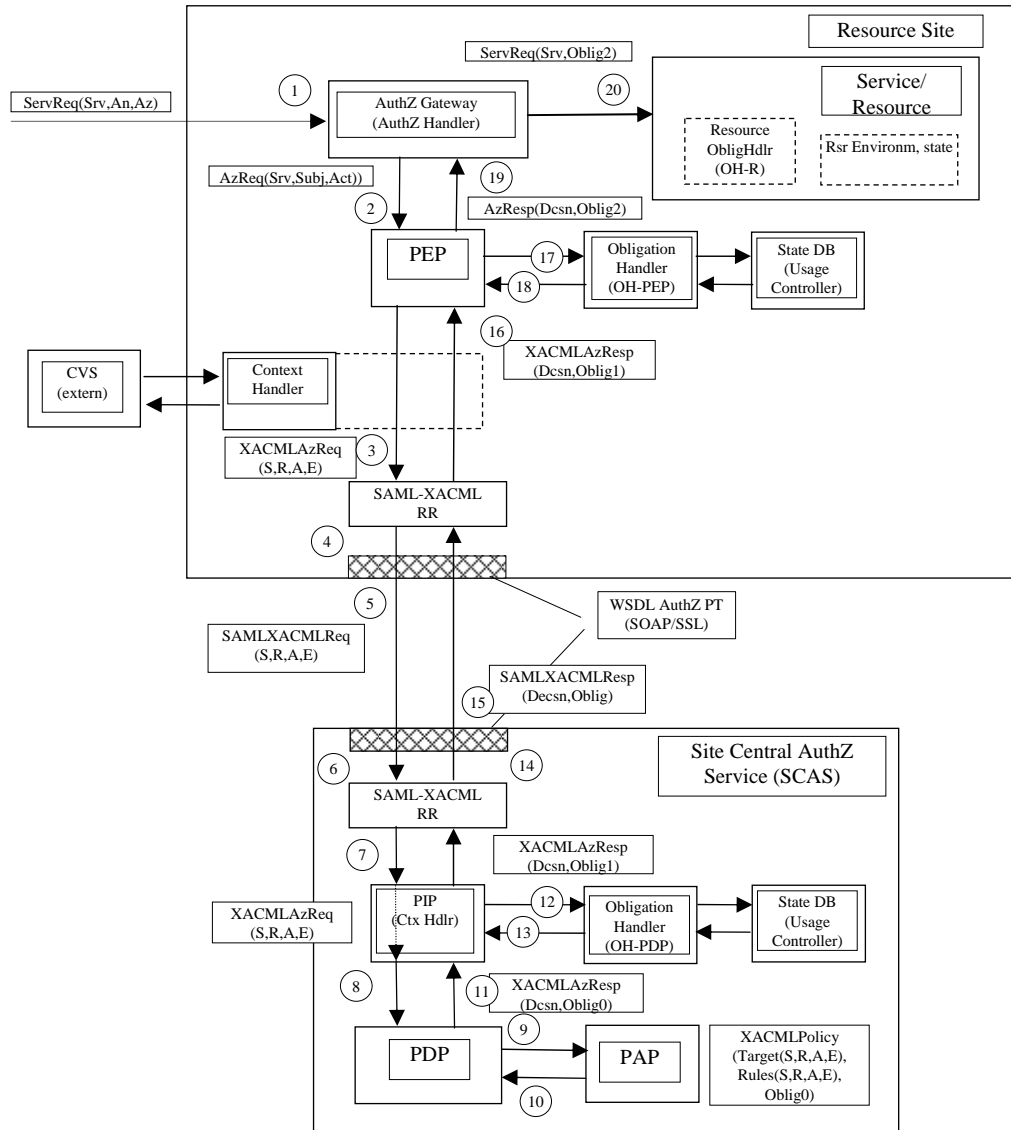 Resource Site
ServReq(Srv,Oblig2)
Service/
Resource
1
20
ServReq(Srv,An,Az)
AuthZ Gateway
(AuthZ Handler)
Resource
ObligHdlr
(OH-R)
Rsr Environm, state
AzReq(Srv,Subj,Act))
19
2
AzResp(Dcsn,Oblig2)
PEP
17
18
Obligation
Handler
(OH-PEP)
State DB
(Usage
Controller)
16
XACMLAzResp
(Dcsn,Oblig1)
CVS
(extern)
Context
Handler
XACMLAzReq
(S,R,A,E)
3
SAML-XACML
RR
4
5
WSDL AuthZ PT
(SOAP/SSL)
SAMLXACMLReq
(S,R,A,E)
SAMLXACMLResp
(Decsn,Oblig)
15
6
14
Site Central AuthZ
Service (SCAS)
SAML-XACML
RR
7
XACMLAzResp
(Dcsn,Oblig1)
XACMLAzReq
(S,R,A,E)
PIP
(Ctx Hdlr)
12
13
Obligation
Handler
(OH-PDP)
State DB
(Usage
Controller)
8
11
XACMLAzResp
(Dcsn,Oblig0)
9
PDP
PAP
10
XACMLPolicy
(Target(S,R,A,E),
Rules(S,R,A,E),
Oblig0)